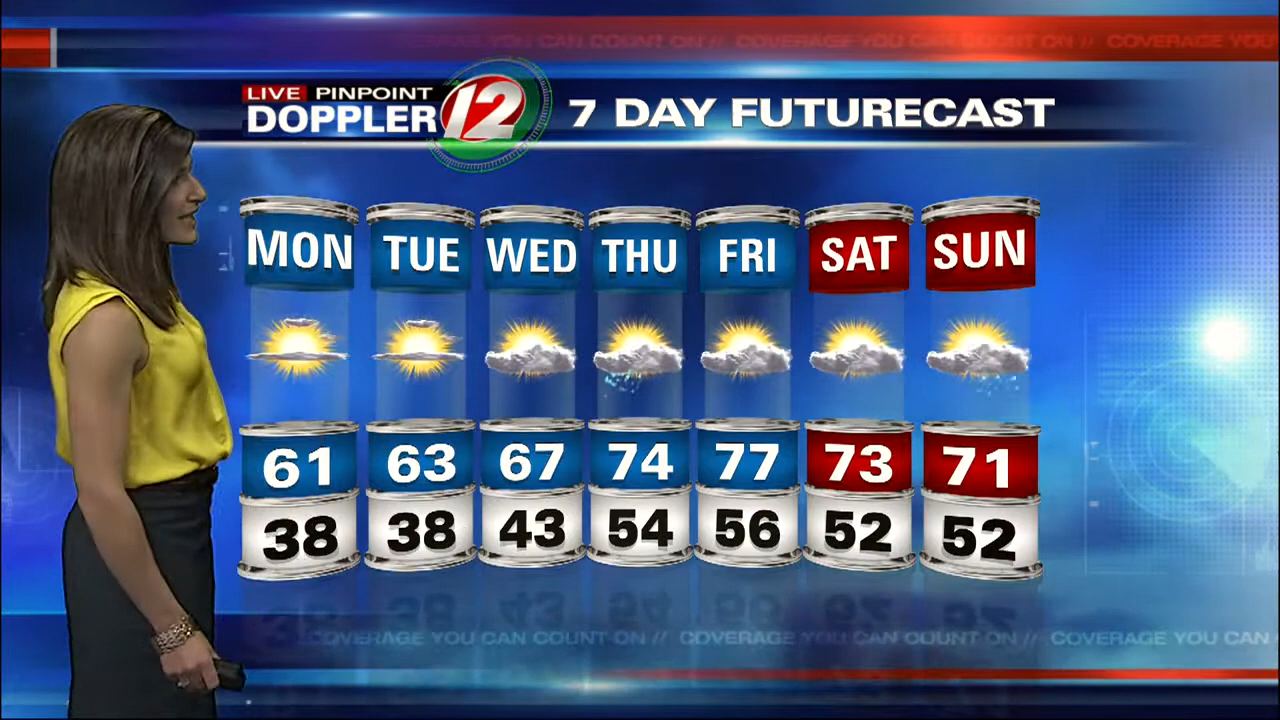 COVERAGE YOU CAN COUNT ON // COVERAGE YOU CAN COUNT ON // COVERAGE YOU
LIVE PINPOINT
DOPPLER 12
7 DAY FUTURECAST
MON TUE WED THU FRI SAT SUN
61 63 67 74 77 73 71
38 38 43 54 56 52 52
COVERAGE YOU CAN COUNT ON // COVERAGE YOU CAN COUNT ON // COVERAGE YOU CAN